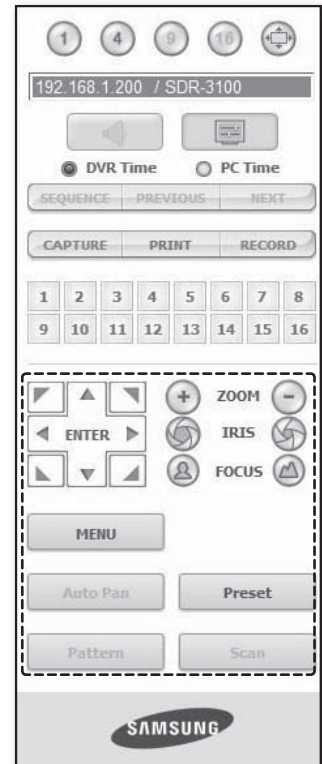 1 4 9 16
192.168.1.200 / SDR-3100
DVR Time PC Time
SEQUENCE PREVIOUS NEXT
CAPTURE PRINT RECORD
1 2 3 4 5 6 7 8
9 10 11 12 13 14 15 16
+ ZOOM -
ENTER IRIS
FOCUS
MENU
Auto Pan Preset
Pattern Scan
SAMSUNG